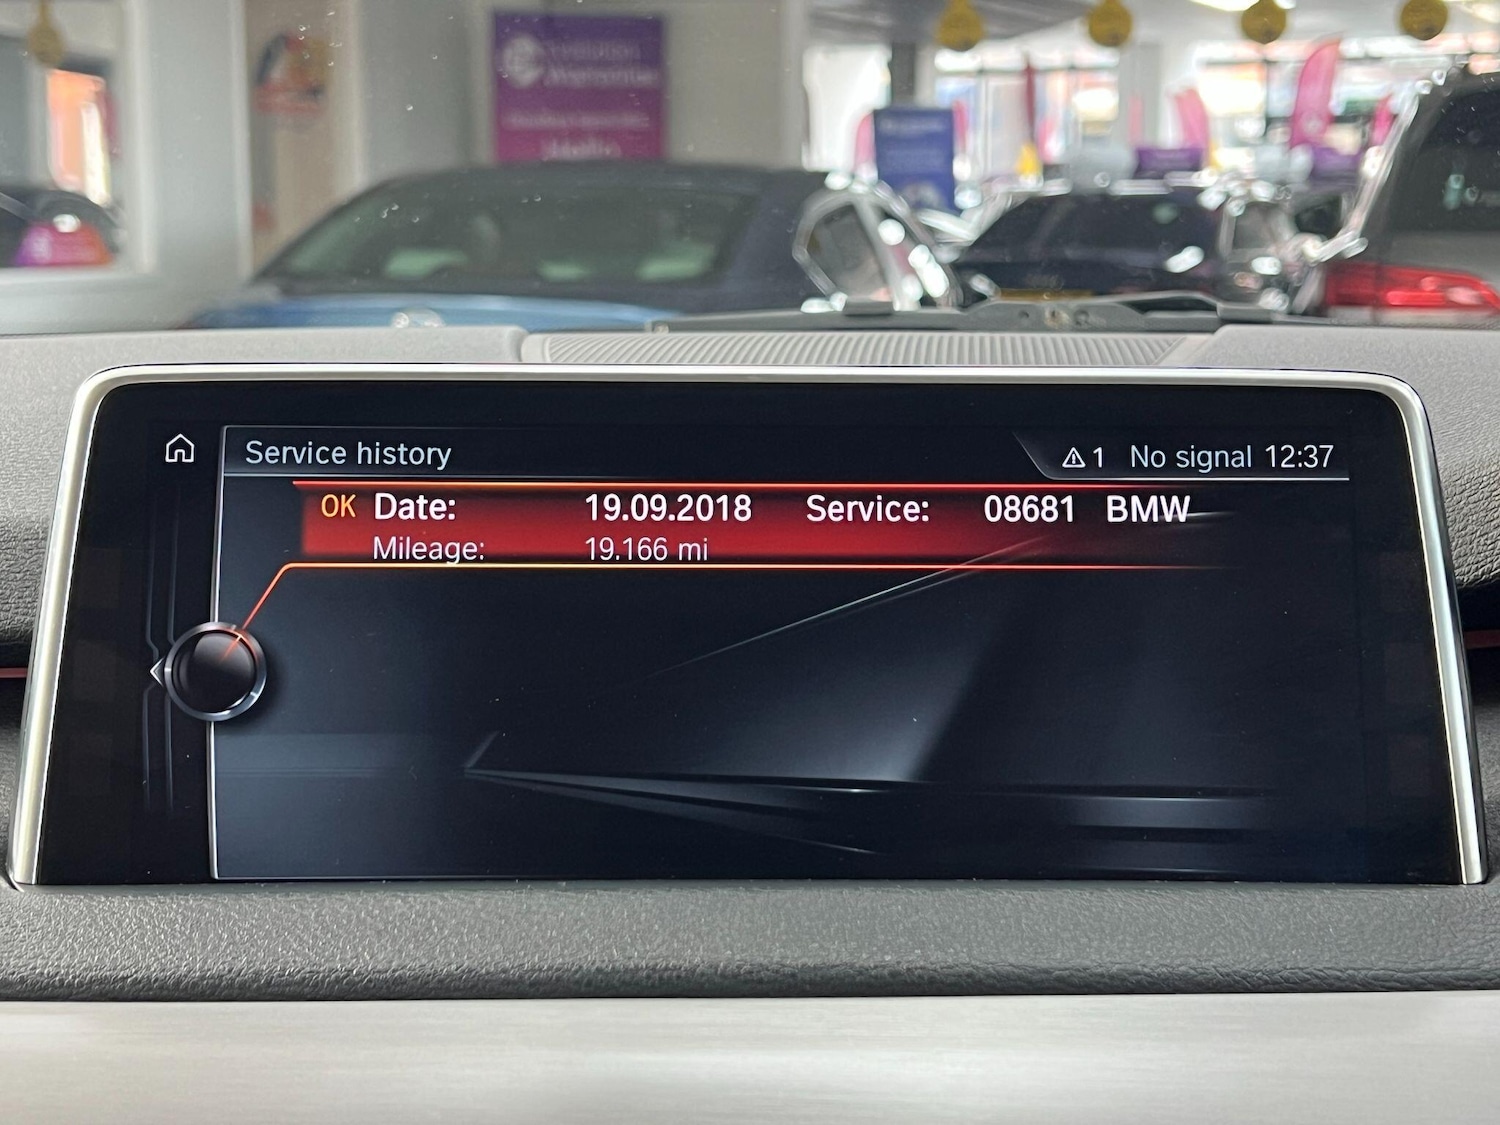 Warranties
Service history
1 No signal 12:37
OK Date: 19.09.2018 Service: 08681 BMW
Mileage: 19.166 mi